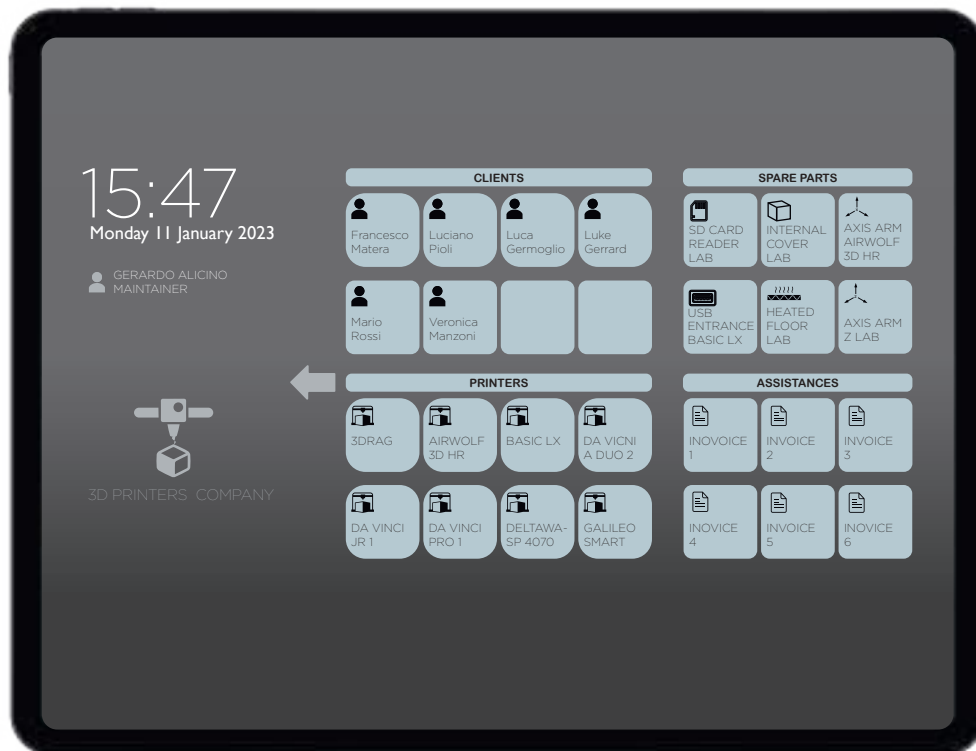 15:47
Monday 11 January 2023
GERARDO ALICINO
MAINTAINER
3D PRINTERS COMPANY
CLIENTS
Francesco
Matera
Luciano
Pioli
Luca
Germoglio
Luke
Gerrard
Mario
Rossi
Veronica
Manzoni
SPARE PARTS
SD CARD
READER
LAB
INTERNAL
COVER
LAB
AXIS ARM
AIRWOLF
3D HR
USB
ENTRANCE
BASIC LX
HEATED
FLOOR
LAB
AXIS ARM
Z LAB
PRINTERS
3DRAG
AIRWOLF
3D HR
BASIC LX
DA VICNI
A DUO 2
DA VINCI
JR 1
DA VINCI
PRO 1
DELTAWA-
SP 4070
GALILEO
SMART
ASSISTANCES
INOVOICE
1
INVOICE
2
INVOICE
3
INOVICE
4
INVOICE
5
INVOICE
6